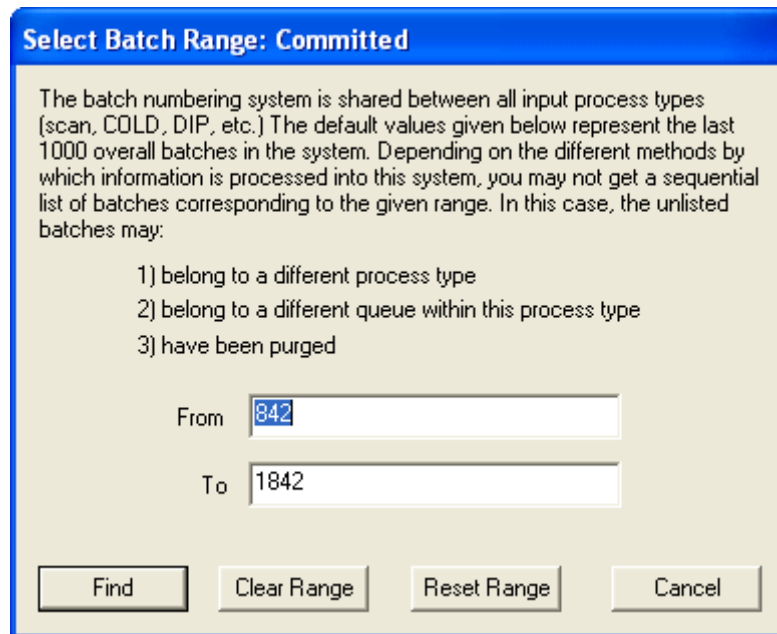 Select Batch Range: Committed
The batch numbering system is shared between all input process types
(scan, COLD, DIP, etc.) The default values given below represent the last
1000 overall batches in the system. Depending on the different methods by
which information is processed into this system, you may not get a sequential
list of batches corresponding to the given range. In this case, the unlisted
batches may:
1) belong to a different process type
2) belong to a different queue within this process type
3) have been purged
From 842
To 1842
Find Clear Range Reset Range Cancel